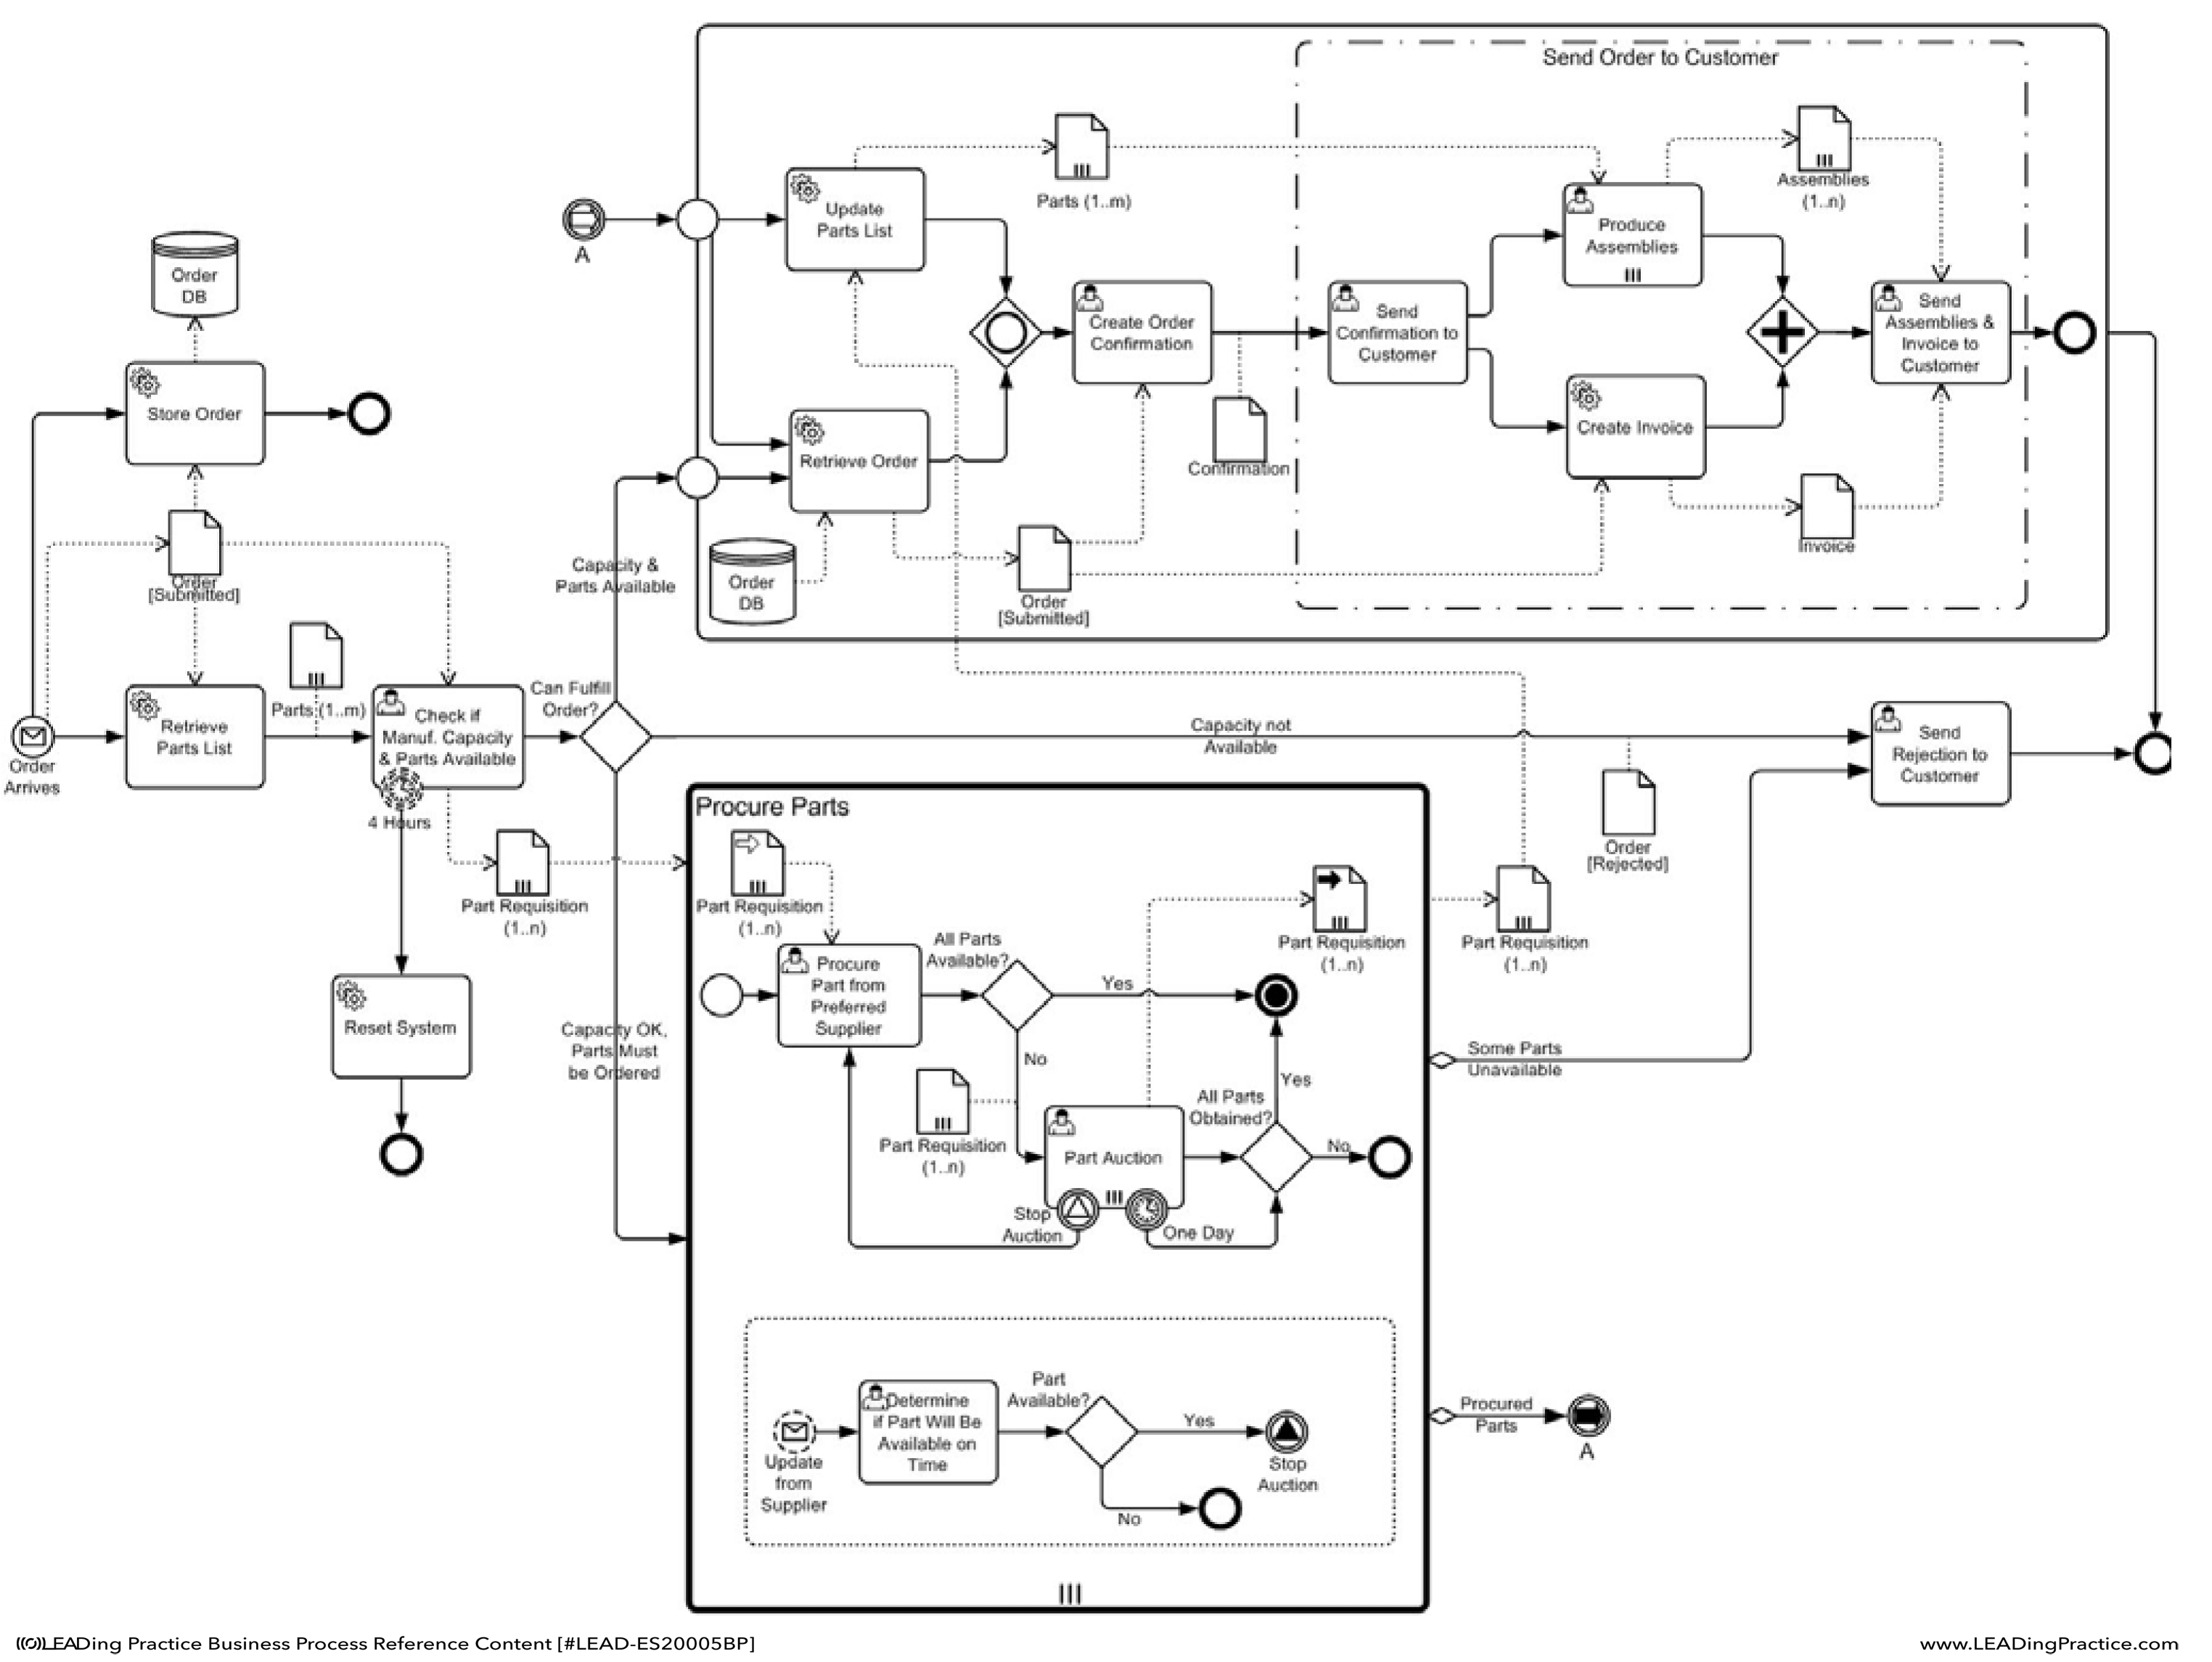 Send Order to Customer
Update
Parts List
Parts (1..m)
Produce
Assemblies
Assemblies
(1..n)
A
Order
DB
Store Order
Create Order
Confirmation
Send
Confirmation to
Customer
Send
Assemblies &
Invoice to
Customer
Retrieve Order
Confirmation
Create Invoice
Order
DB
Order
[Submitted]
Invoice
Order
[Submitted]
Capacity &
Parts Available
Order
Arrives
Retrieve
Parts List
Parts (1..m)
Check if
Manuf. Capacity
& Parts Available
4 Hours
Can Fulfill
Order?
Capacity not
Available
Send
Rejection to
Customer
Order
[Rejected]
Part Requisition
(1..n)
Reset System
Capacity OK,
Parts Must
be Ordered
Procure Parts
Part Requisition
(1..n)
Procure
Part from
Preferred
Supplier
All Parts
Available?
Yes
No
Part Requisition
(1..n)
Part Requisition
(1..n)
Part Requisition
(1..n)
Part Auction
Stop
Auction
One Day
All Parts
Obtained?
Yes
No
Some Parts
Unavailable
Update
from
Supplier
Determine
if Part Will Be
Available on
Time
Part
Available?
Yes
Stop
Auction
No
Procured
Parts
A
((O))LEADing Practice Business Process Reference Content [#LEAD-ES20005BP]
www.LEADingPractice.com